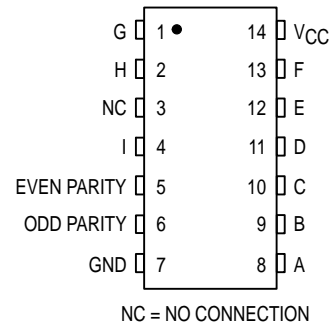 G 1 14 VCC
H 2 13 F
NC 3 12 E
I 4 11 D
EVEN PARITY 5 10 C
ODD PARITY 6 9 B
GND 7 8 A
NC = NO CONNECTION